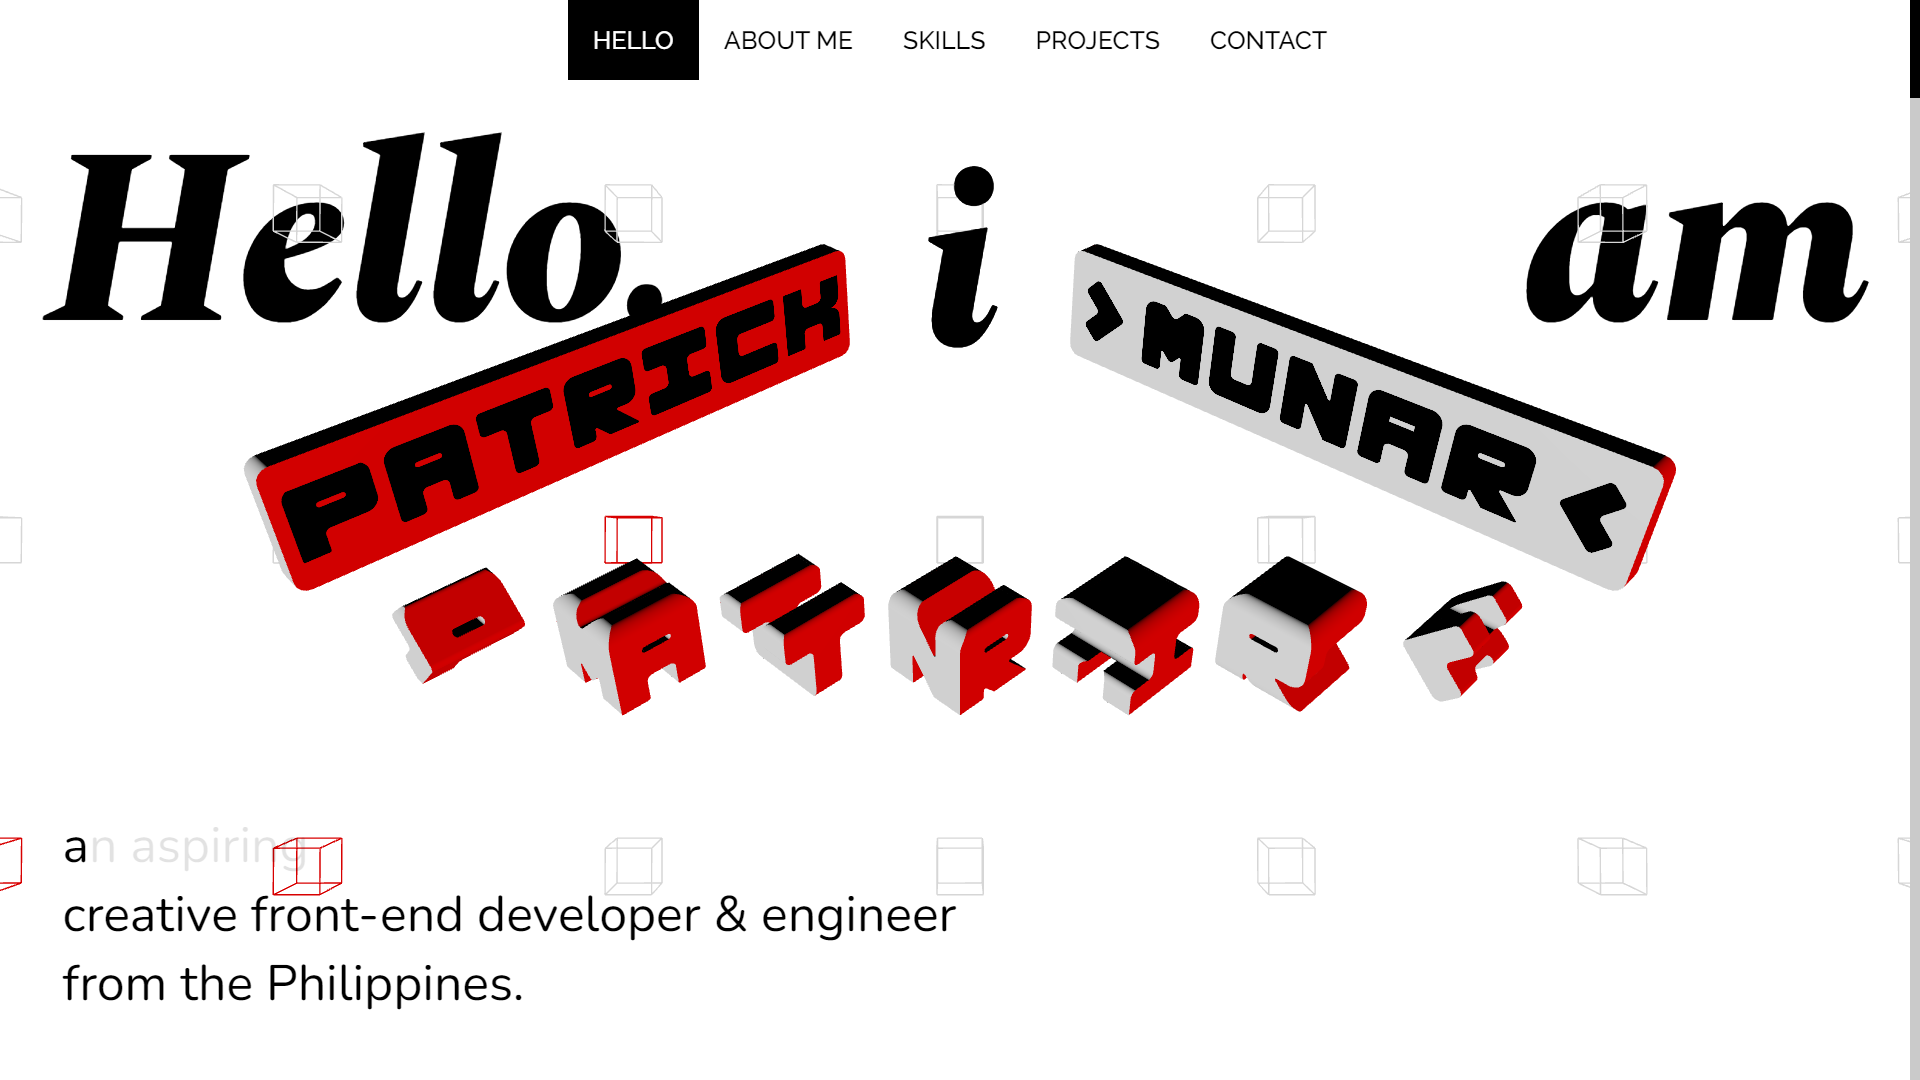 HELLO ABOUT ME SKILLS PROJECTS CONTACT
Hello, i am
PATRICK
> MUNAR <
an aspiring
creative front-end developer & engineer
from the Philippines.